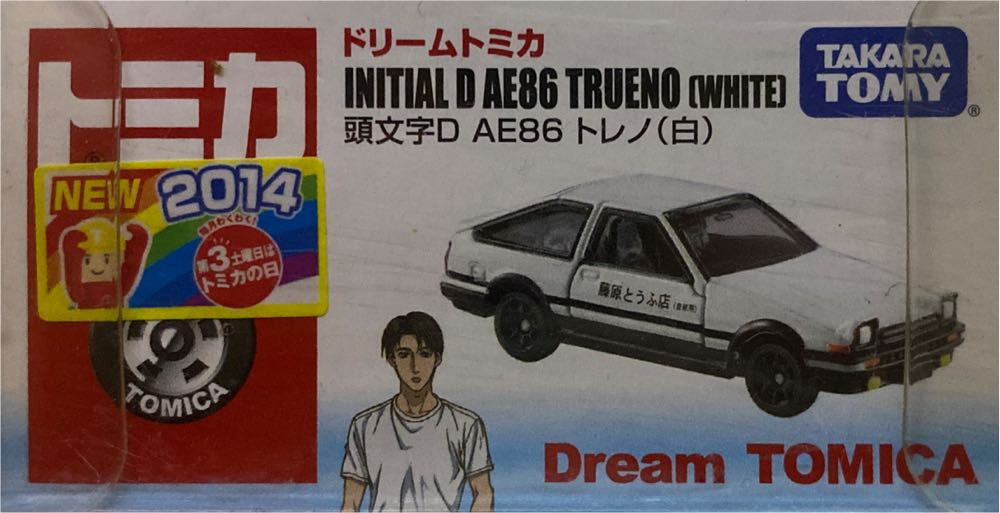 トミカ
NEW 2014
毎月わくわく!
第3土曜日は
トミカの日
TOMICA
ドリームトミカ
INITIAL D AE86 TRUENO (WHITE)
頭文字D AE86 トレノ(白)
TAKARA
TOMY
®
藤原とうふ店(自家用)
Dream TOMICA